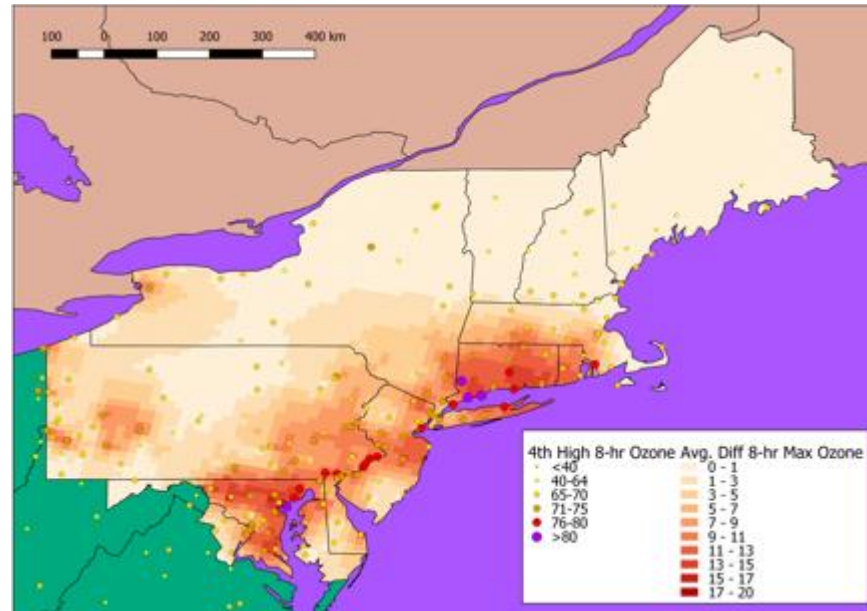 100 0 100 200 300 400 km
4th High 8-hr Ozone Avg. Diff 8-hr Max Ozone
<40 0 - 1
40-64 1 - 3
65-70 3 - 5
71-75 5 - 7
76-80 7 - 9
>80 9 - 11
11 - 13
13 - 15
15 - 17
17 - 20